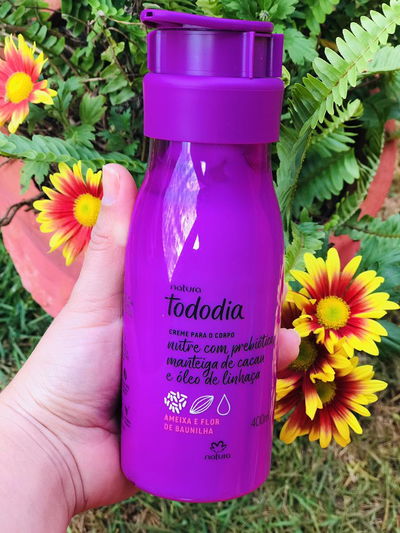 natura
tododia
CREME PARA O CORPO
nutre com prebiótico
manteiga de cacau
e óleo de linhaça
AMEIXA E FLOR
DE BAUNILHA
natura